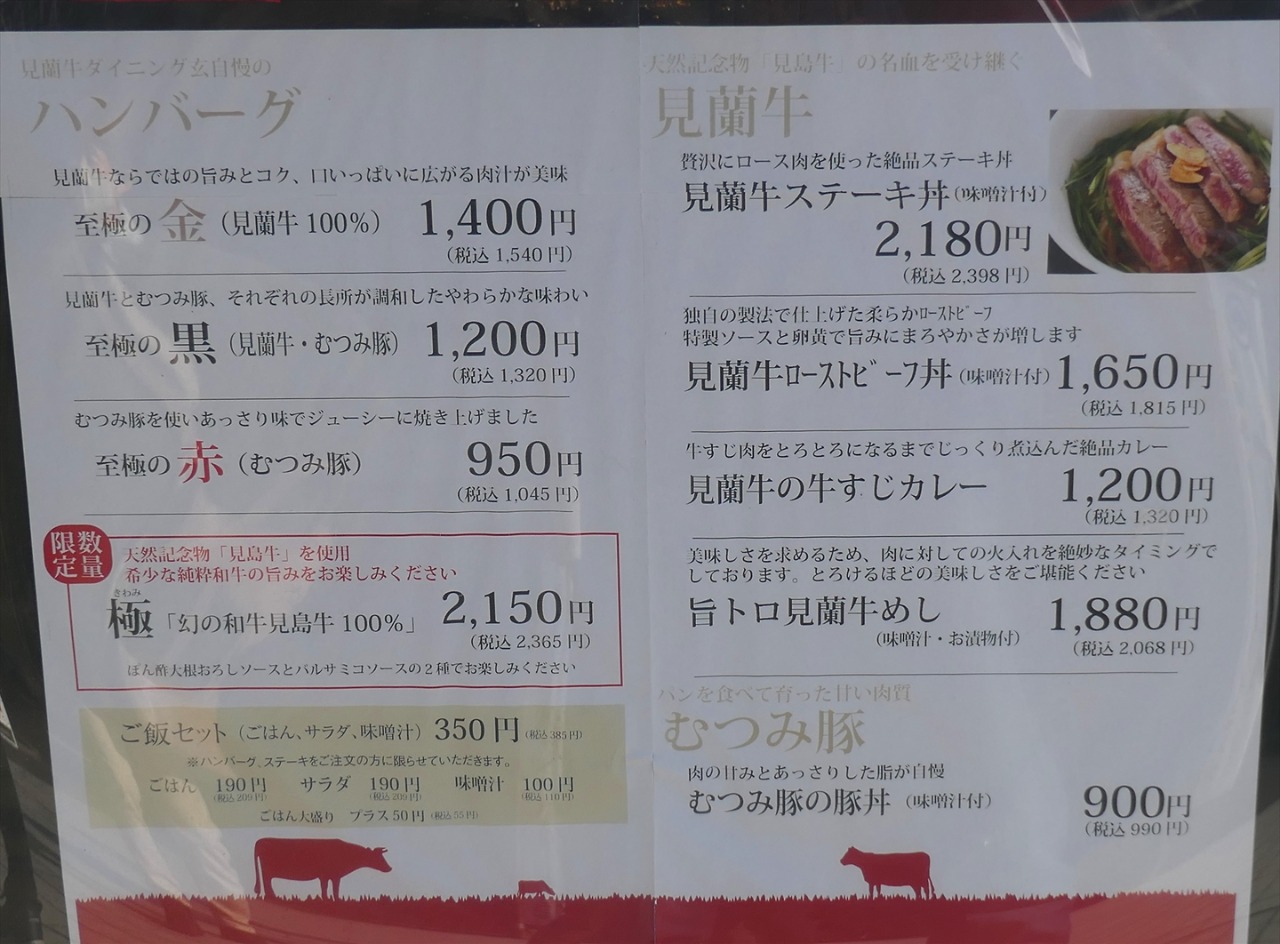 見蘭牛ダイニング玄自慢の
ハンバーグ
見蘭牛ならではの旨みとコク、口いっぱいに広がる肉汁が美味
至極の 金 (見蘭牛 100%) 1,400円
(税込 1,540 円)
見蘭牛とむつみ豚、それぞれの長所が調和したやわらかな味わい
至極の 黒 (見蘭牛・むつみ豚) 1,200円
(税込 1,320 円)
むつみ豚を使いあっさり味でジューシーに焼き上げました
至極の 赤 (むつみ豚) 950円
(税込 1,045 円)
数量
限定
天然記念物「見島牛」を使用
希少な純粋和牛の旨みをお楽しみください
きわみ
極「幻の和牛見島牛 100%」 2,150円
(税込 2,365 円)
ぽん酢大根おろしソースとバルサミコソースの2種でお楽しみください
ご飯セット (ごはん、サラダ、味噌汁) 350円 (税込 385円)
※ハンバーグ、ステーキをご注文の方に限らせていただきます。
ごはん 190円 サラダ 190円 味噌汁 100円
(税込 209円) (税込 209円) (税込 110円)
ごはん大盛り プラス 50円 (税込 55円)
天然記念物「見島牛」の名血を受け継ぐ
見蘭牛
贅沢にロース肉を使った絶品ステーキ丼
見蘭牛ステーキ丼 (味噌汁付)
2,180円
(税込 2,398 円)
独自の製法で仕上げた柔らかﾛｰｽﾄﾋﾞｰﾌ
特製ソースと卵黄で旨みにまろやかさが増します
見蘭牛ﾛｰｽﾄﾋﾞｰﾌ丼 (味噌汁付) 1,650円
(税込 1,815 円)
牛すじ肉をとろとろになるまでじっくり煮込んだ絶品カレー
見蘭牛の牛すじカレー 1,200円
(税込 1,320 円)
美味しさを求めるため、肉に対しての火入れを絶妙なタイミングで
しております。とろけるほどの美味しさをご堪能ください
旨トロ見蘭牛めし 1,880円
(味噌汁・お漬物付) (税込 2,068 円)
パンを食べて育った甘い肉質
むつみ豚
肉の甘みとあっさりした脂が自慢
むつみ豚の豚丼 (味噌汁付) 900円
(税込 990 円)